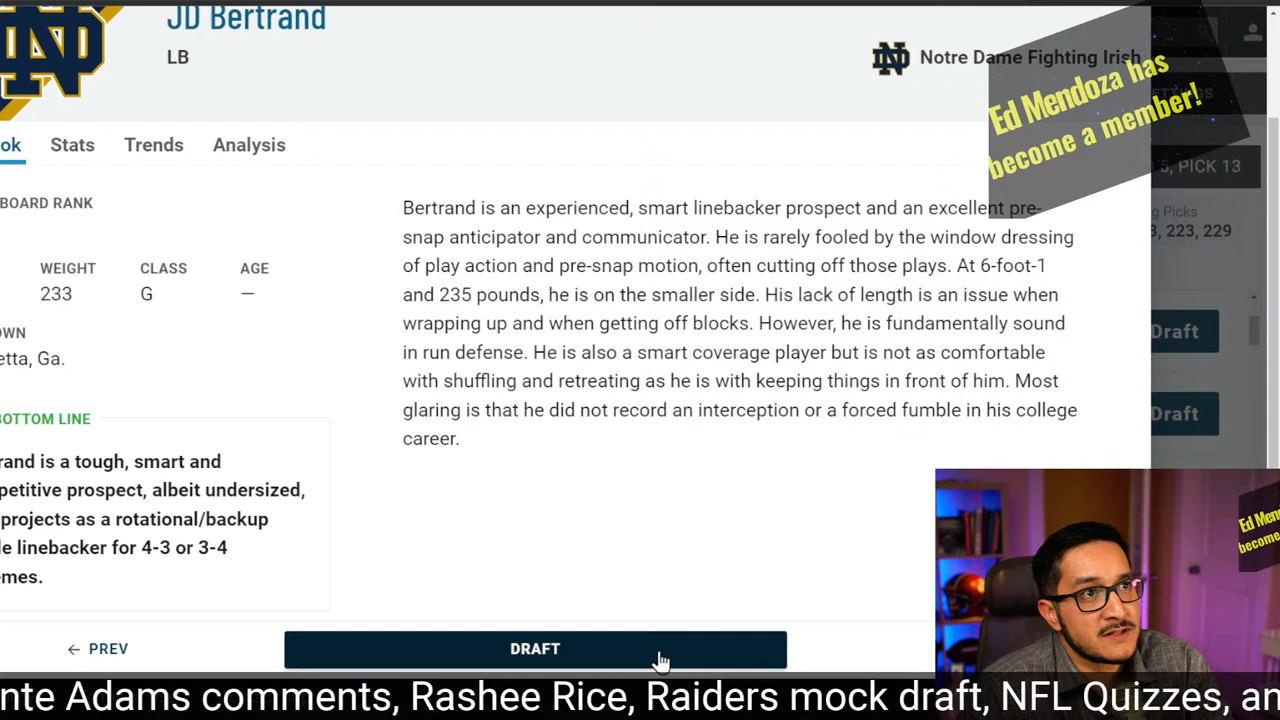 JD Bertrand
LB
Notre Dame Fighting Irish
Ed Mendoza has
become a member!
ok Stats Trends Analysis
5, PICK 13
BOARD RANK
g Picks
3, 223, 229
WEIGHT CLASS AGE
233 G —
OWN
etta, Ga.
Bertrand is an experienced, smart linebacker prospect and an excellent pre-
snap anticipator and communicator. He is rarely fooled by the window dressing
of play action and pre-snap motion, often cutting off those plays. At 6-foot-1
and 235 pounds, he is on the smaller side. His lack of length is an issue when
wrapping up and when getting off blocks. However, he is fundamentally sound
in run defense. He is also a smart coverage player but is not as comfortable
with shuffling and retreating as he is with keeping things in front of him. Most
glaring is that he did not record an interception or a forced fumble in his college
career.
Draft
Draft
BOTTOM LINE
rand is a tough, smart and
petitive prospect, albeit undersized,
projects as a rotational/backup
le linebacker for 4-3 or 3-4
emes.
Ed Men
become
← PREV
DRAFT
nte Adams comments, Rashee Rice, Raiders mock draft, NFL Quizzes, an